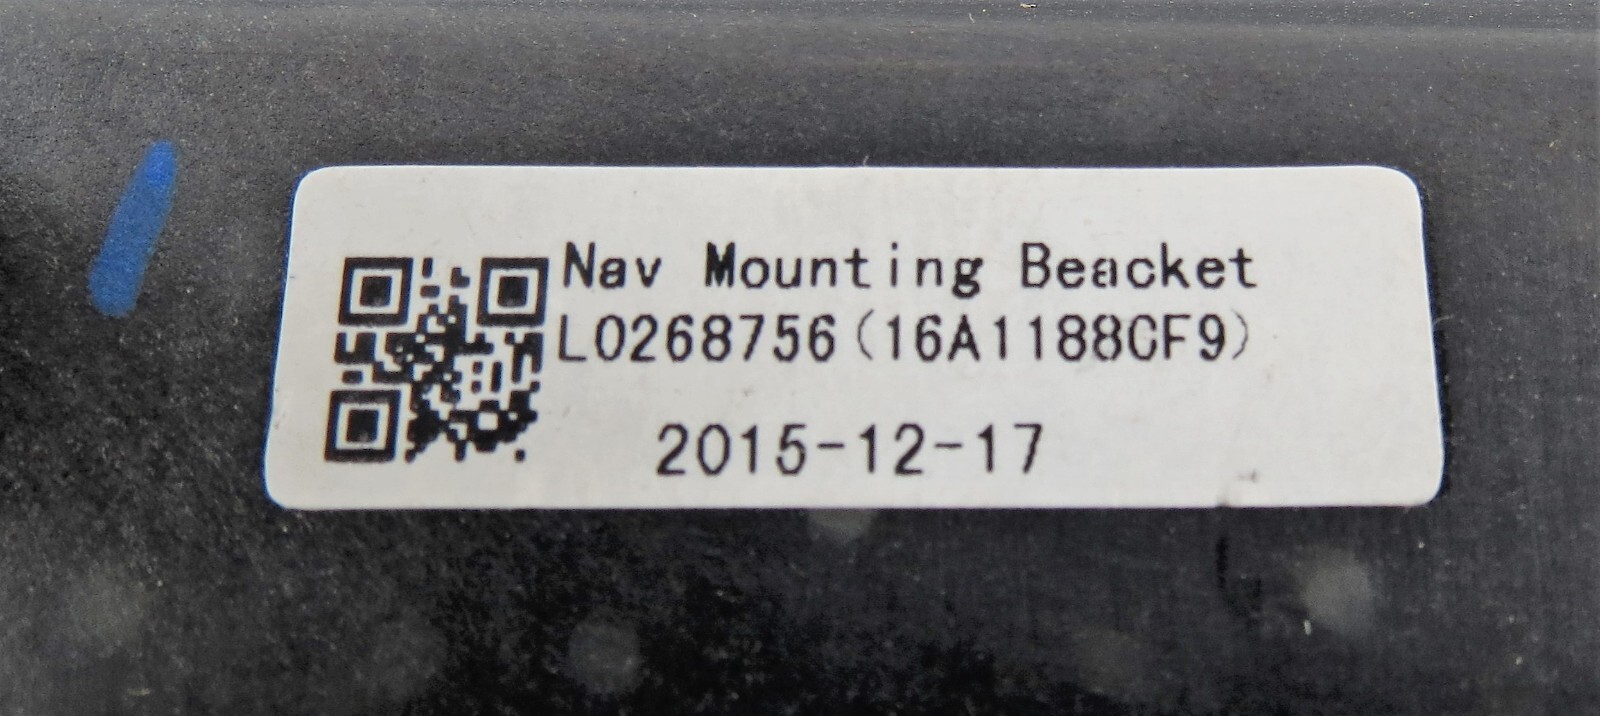 Nav Mounting Beacket
L0268756(16A1188CF9)
2015-12-17